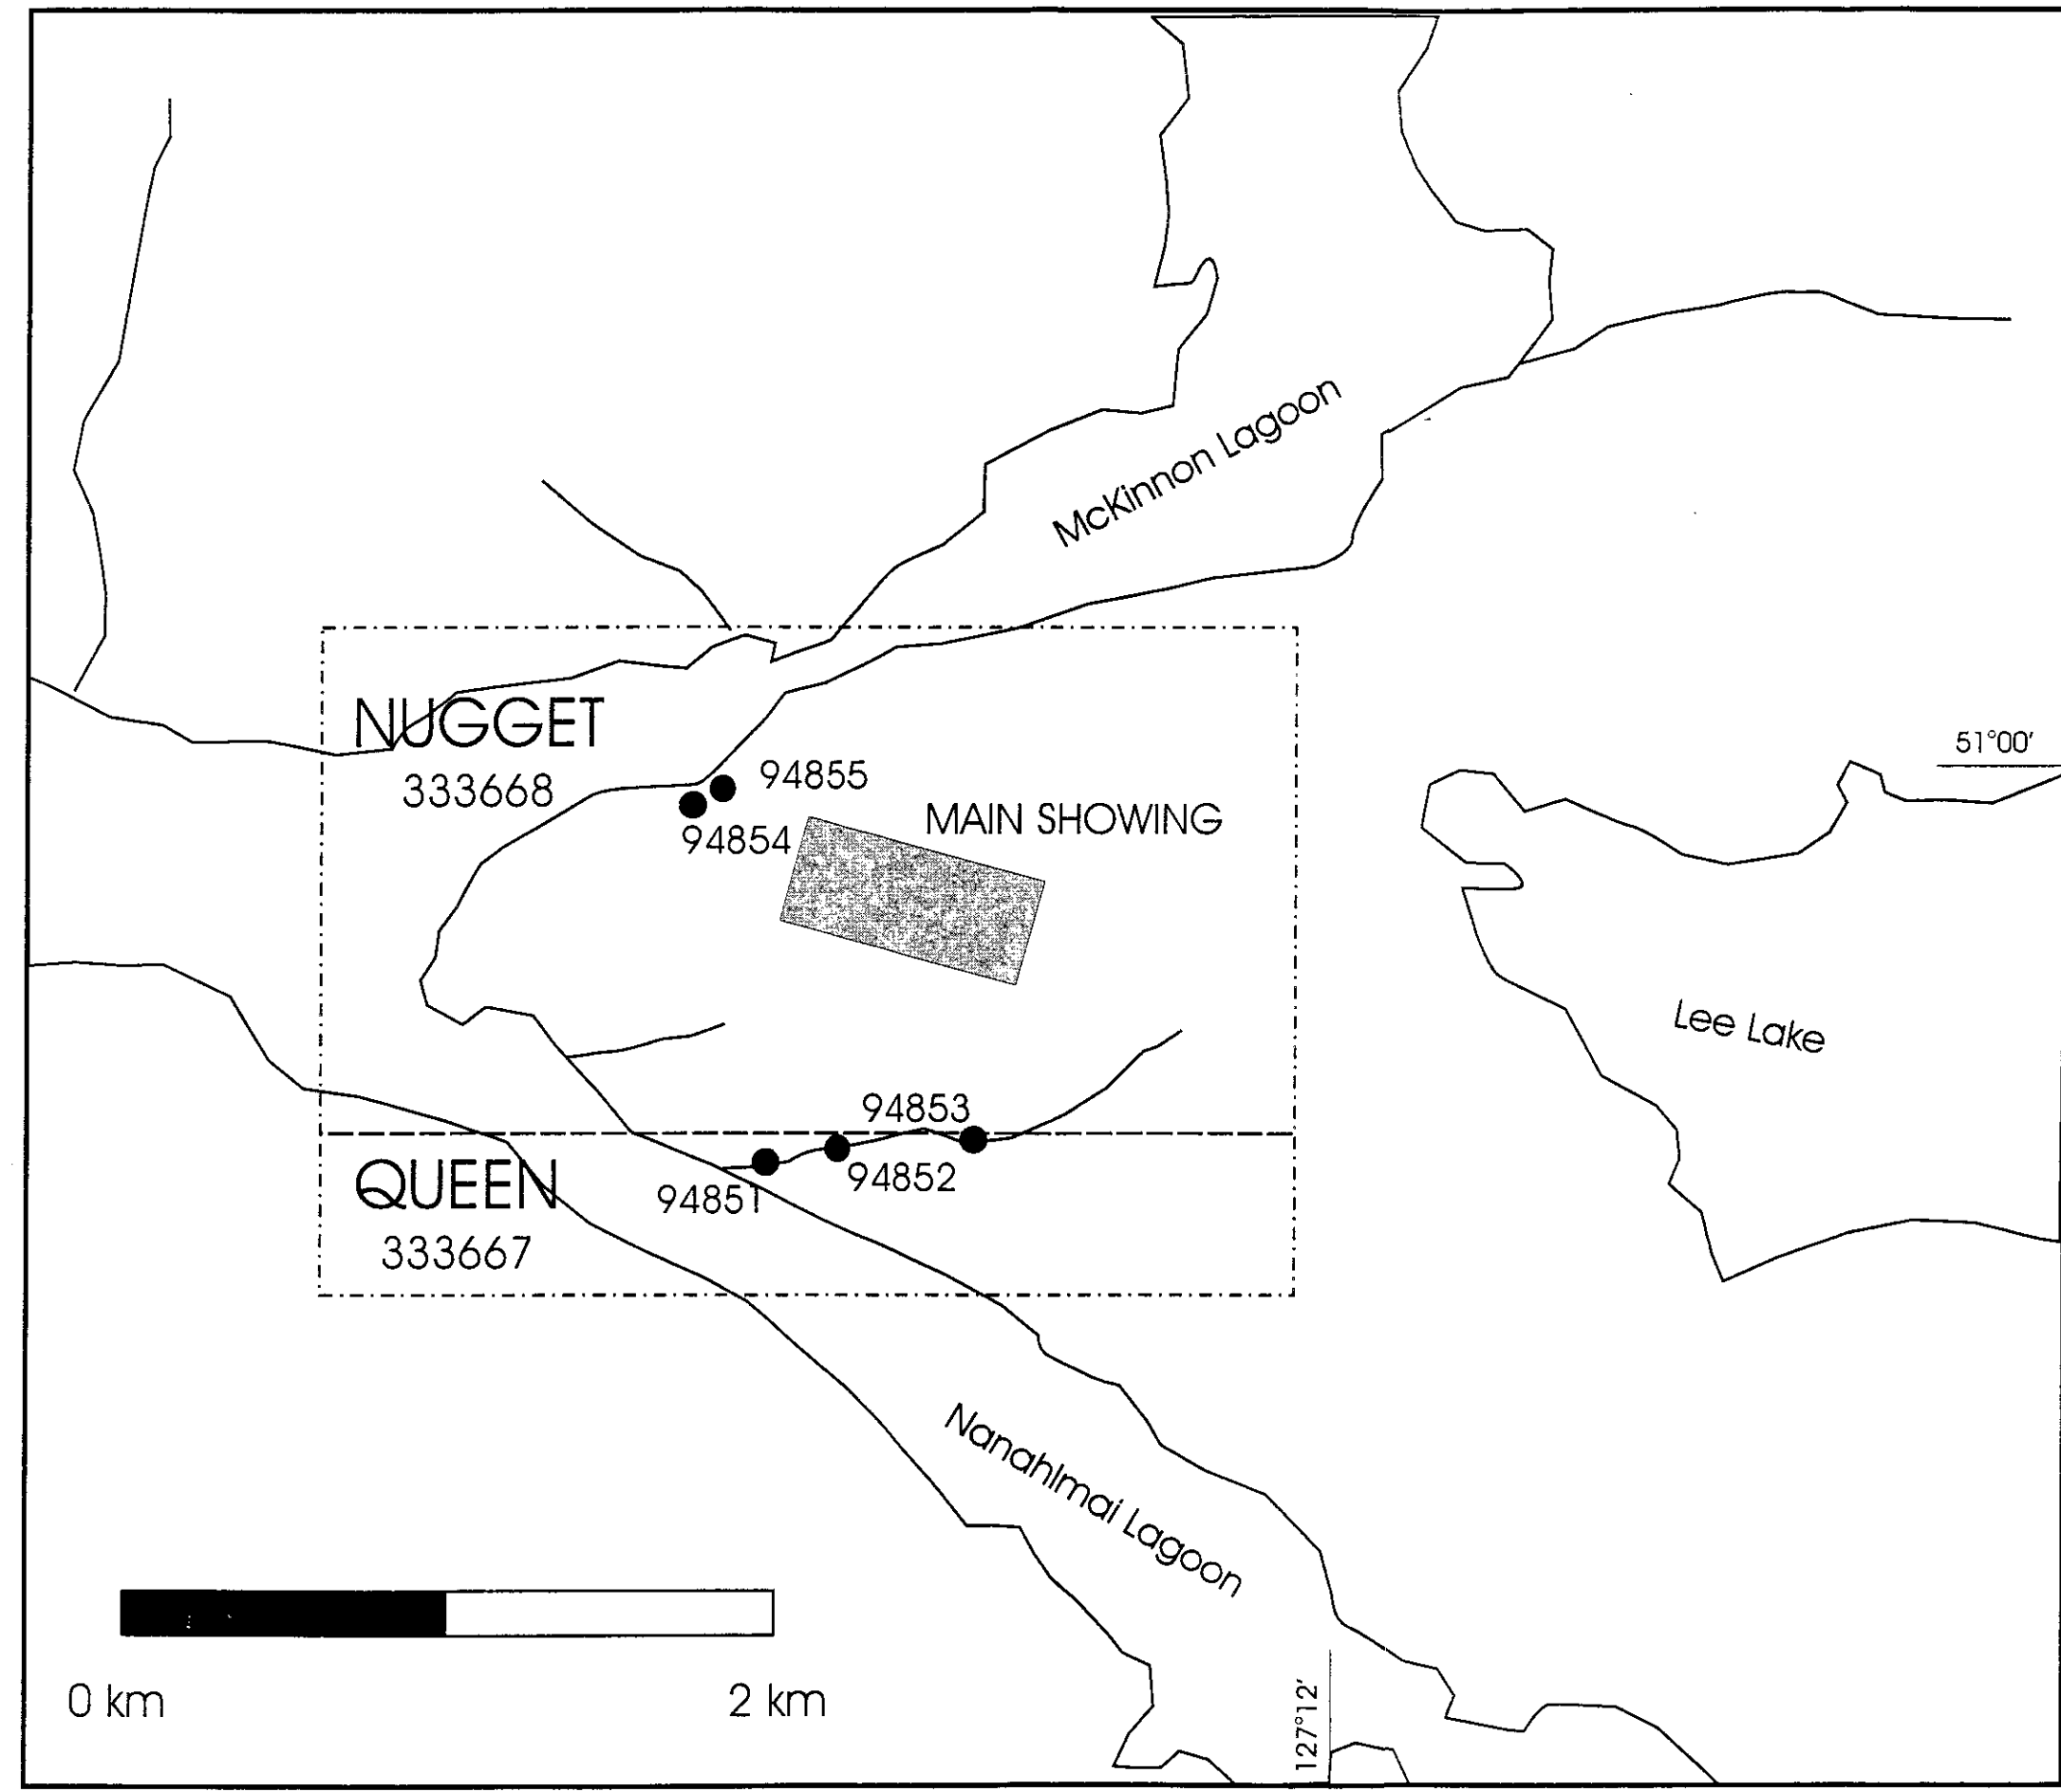 McKinnon Lagoon
NUGGET
333668
51°00'
94855
94854
MAIN SHOWING
Lee Lake
94853
94852
94851
QUEEN
333667
Nanahlmai Lagoon
0 km
2 km
127°12'